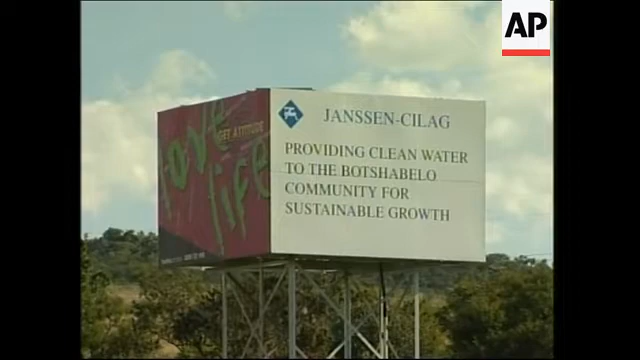 AP
JANSSEN-CILAG
PROVIDING CLEAN WATER
TO THE BOTSHABELO
COMMUNITY FOR
SUSTAINABLE GROWTH
love
GET ATTITUDE
life